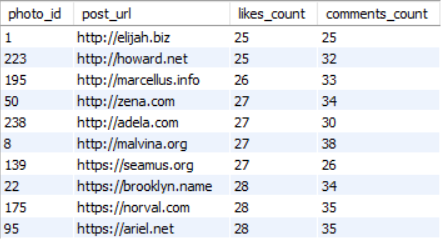 photo_id post_url likes_count comments_count
1 http://elijah.biz 25 25
223 http://howard.net 25 32
195 http://marcellus.info 26 33
50 http://zena.com 27 34
238 http://adela.com 27 30
8 http://malvina.org 27 38
139 https://seamus.org 27 26
22 https://brooklyn.name 28 34
175 https://norval.com 28 35
95 https://ariel.net 28 35